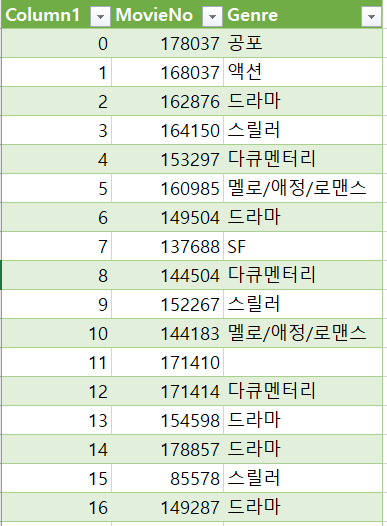 Column1 MovieNo Genre
0 178037 공포
1 168037 액션
2 162876 드라마
3 164150 스릴러
4 153297 다큐멘터리
5 160985 멜로/애정/로맨스
6 149504 드라마
7 137688 SF
8 144504 다큐멘터리
9 152267 스릴러
10 144183 멜로/애정/로맨스
11 171410
12 171414 다큐멘터리
13 154598 드라마
14 178857 드라마
15 85578 스릴러
16 149287 드라마